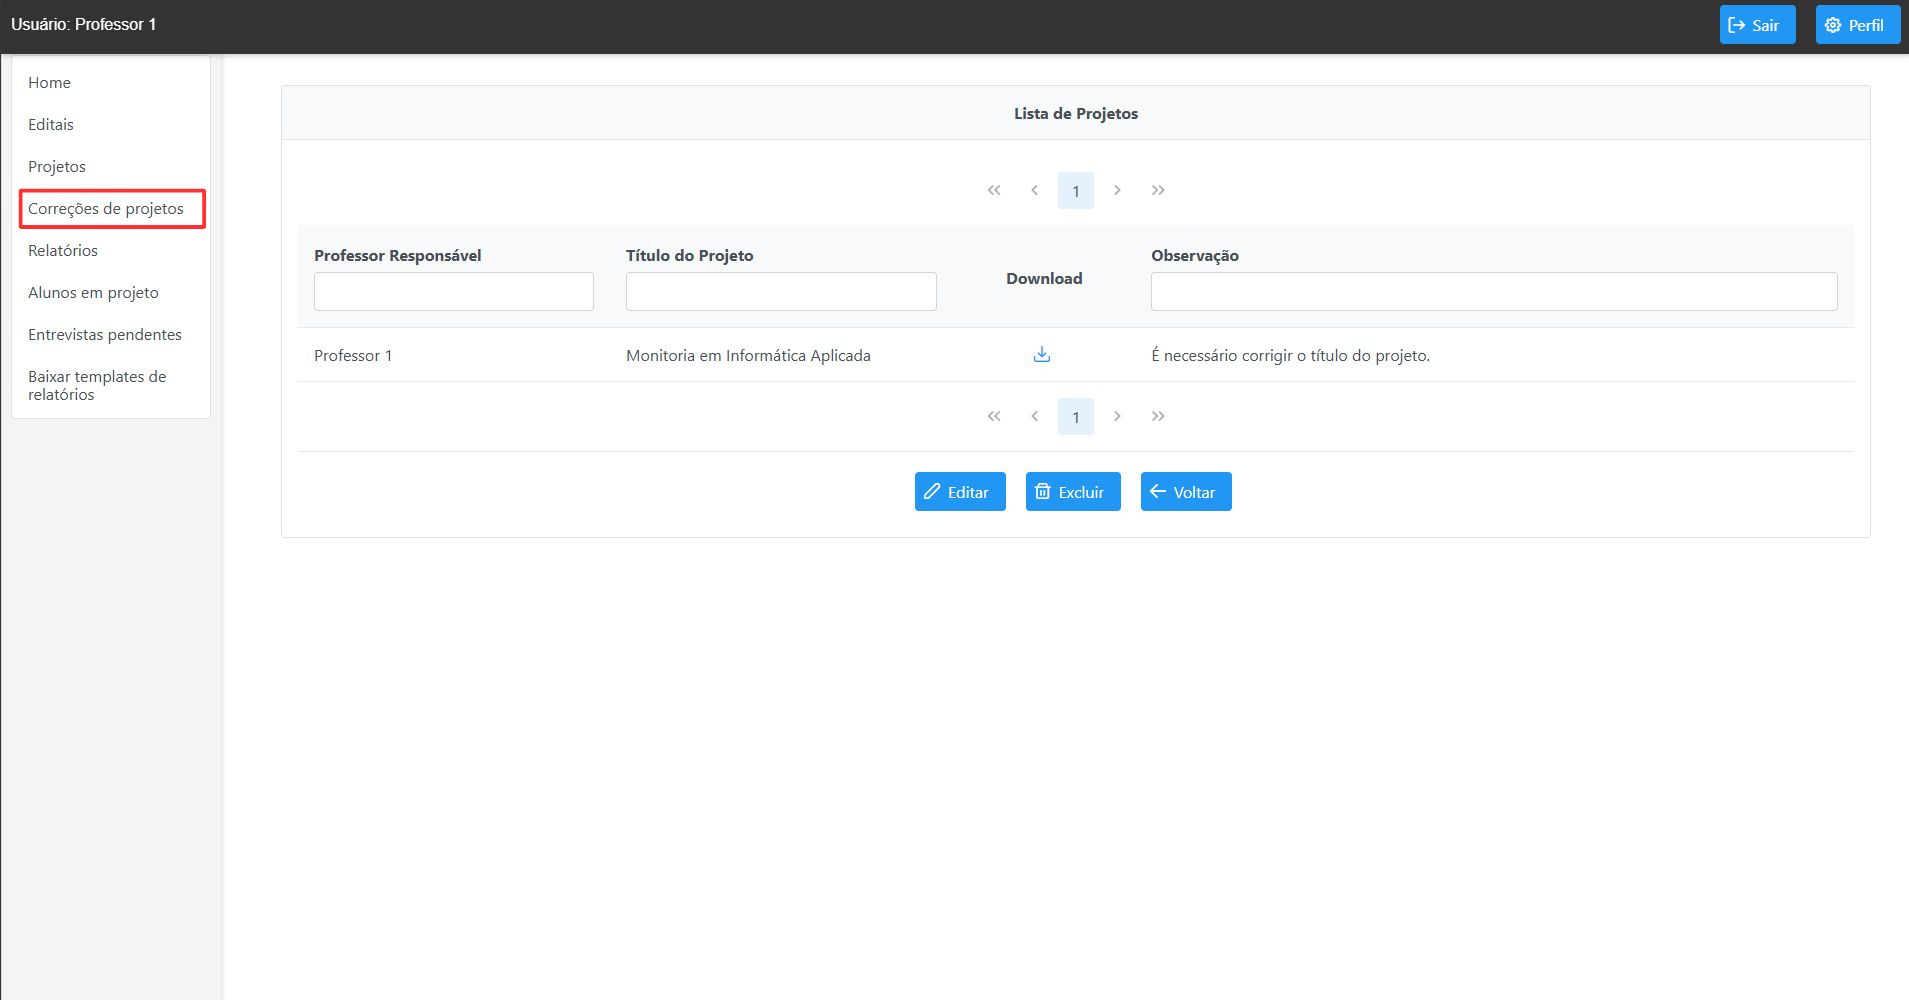 Usuário: Professor 1
Sair
Perfil
Home
Editais
Projetos
Correções de projetos
Relatórios
Alunos em projeto
Entrevistas pendentes
Baixar templates de
relatórios
Lista de Projetos
1
Professor Responsável
Título do Projeto
Download
Observação
Professor 1
Monitoria em Informática Aplicada
É necessário corrigir o título do projeto.
1
Editar
Excluir
Voltar